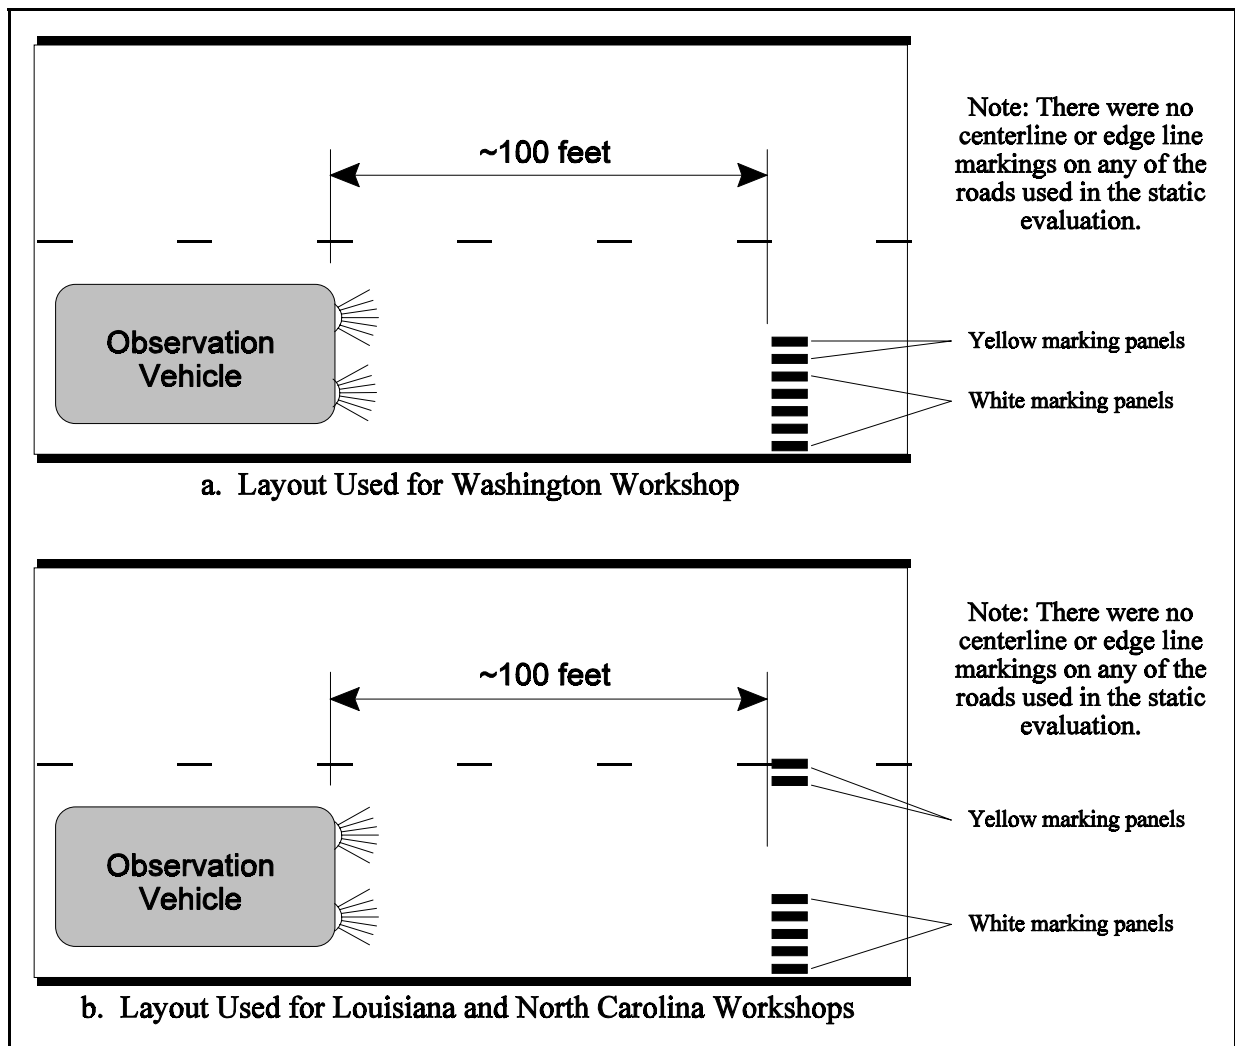 ~100 feet
Note: There were no
centerline or edge line
markings on any of the
roads used in the static
evaluation.
Observation
Vehicle
Yellow marking panels
White marking panels
a. Layout Used for Washington Workshop
~100 feet
Note: There were no
centerline or edge line
markings on any of the
roads used in the static
evaluation.
Observation
Vehicle
Yellow marking panels
White marking panels
b. Layout Used for Louisiana and North Carolina Workshops